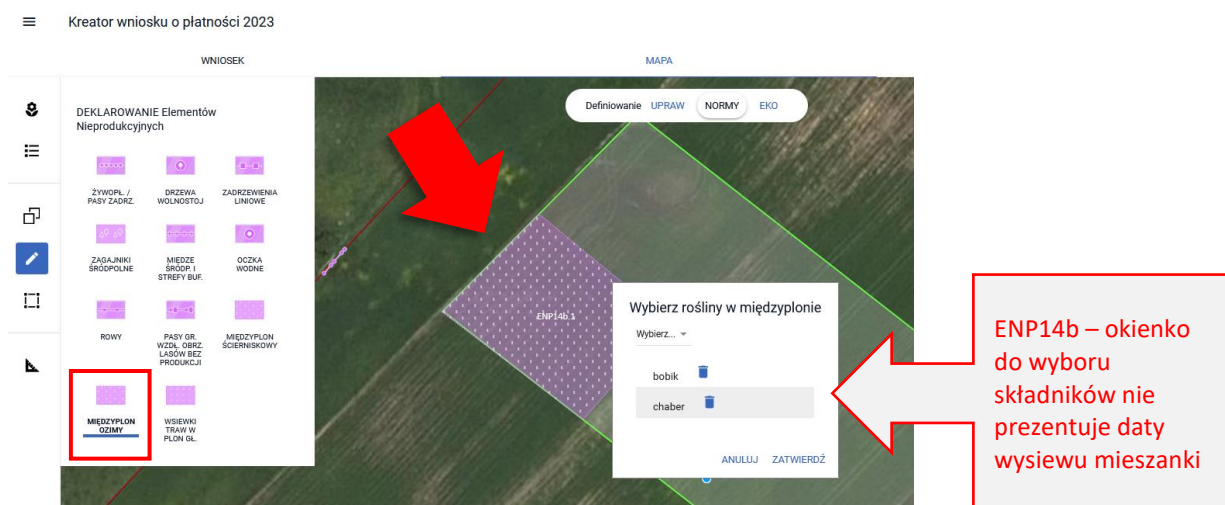 Kreator wniosku o płatności 2023
WNIOSEK
MAPA
DEKLAROWANIE Elementów
Nieprodukcyjnych
ŻYWOPŁ. /
PASY ZADRZ.
DRZEWA
WOLNOSTOJ
ZADRZEWIENIA
LINIOWE
ZAGAJNIKI
ŚRÓDPOLNE
MIEDZE
ŚRÓDP. I
STREFY BUF.
OCZKA
WODNE
ROWY
PASY GR.
WZDŁ. OBRZ.
LASÓW BEZ
PRODUKCJI
MIĘDZYPLON
ŚCIERNISKOWY
MIĘDZYPLON
OZIMY
WSIEWKI
TRAW W
PLON GŁ.
Definiowanie UPRAW NORMY EKO
ENP14b.1
Wybierz rośliny w międzyplonie
Wybierz...
bobik
chaber
ANULUJ ZATWIERDŹ
ENP14b – okienko
do wyboru
składników nie
prezentuje daty
wysiewu mieszanki